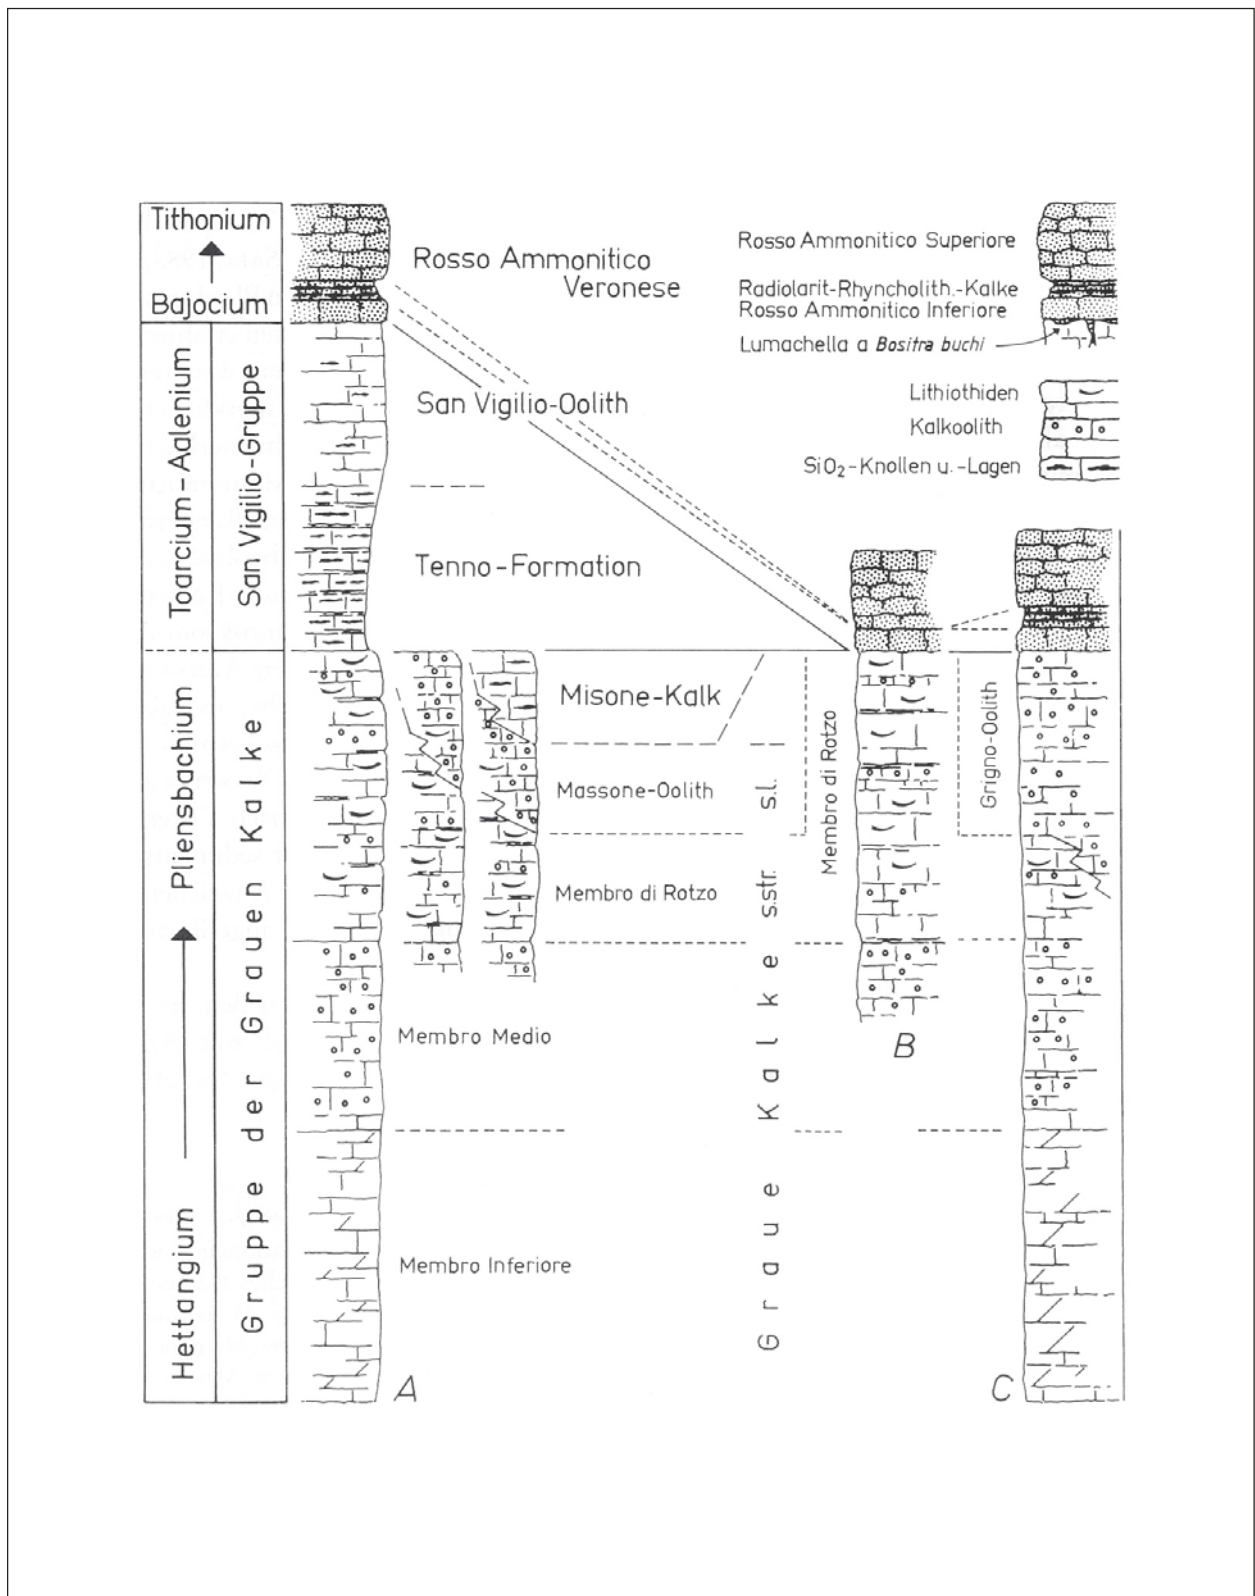 Tithonium
Bajocium
Toarcium-Aalenium
San Vigilio-Gruppe
Pliensbachium
Hettangium
Gruppe der Grauen Kalke
Rosso Ammonitico
Veronese
San Vigilio-Oolith
Tenno-Formation
Misone-Kalk
Massone-Oolith
Membro di Rotzo
Membro Medio
Membro Inferiore
Graue Kalke s.str.
s.l.
Membro di Rotzo
Grigno-Oolith
Rosso Ammonitico Superiore
Radiolarit-Rhyncholith.-Kalke
Rosso Ammonitico Inferiore
Lumachella a Bositra buchi
Lithiothiden
Kalkoolith
SiO₂-Knollen u.-Lagen
A
B
C